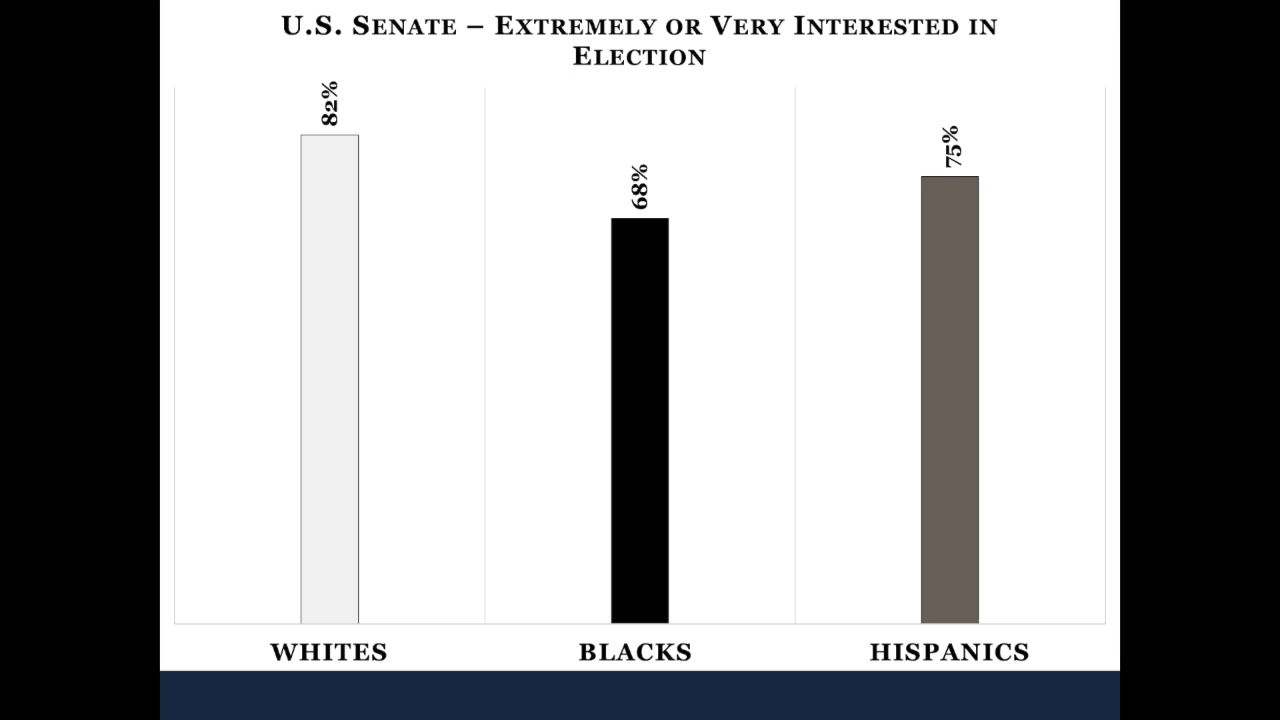 U.S. Senate – Extremely or Very Interested in
Election
82%
68%
75%
WHITES
BLACKS
HISPANICS